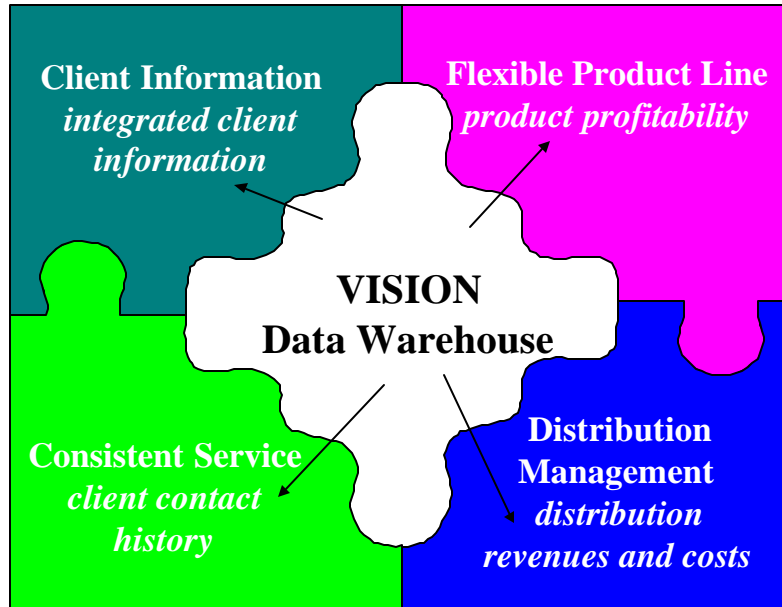 Client Information
integrated client
information
Flexible Product Line
product profitability
VISION
Data Warehouse
Consistent Service
client contact
history
Distribution
Management
distribution
revenues and costs